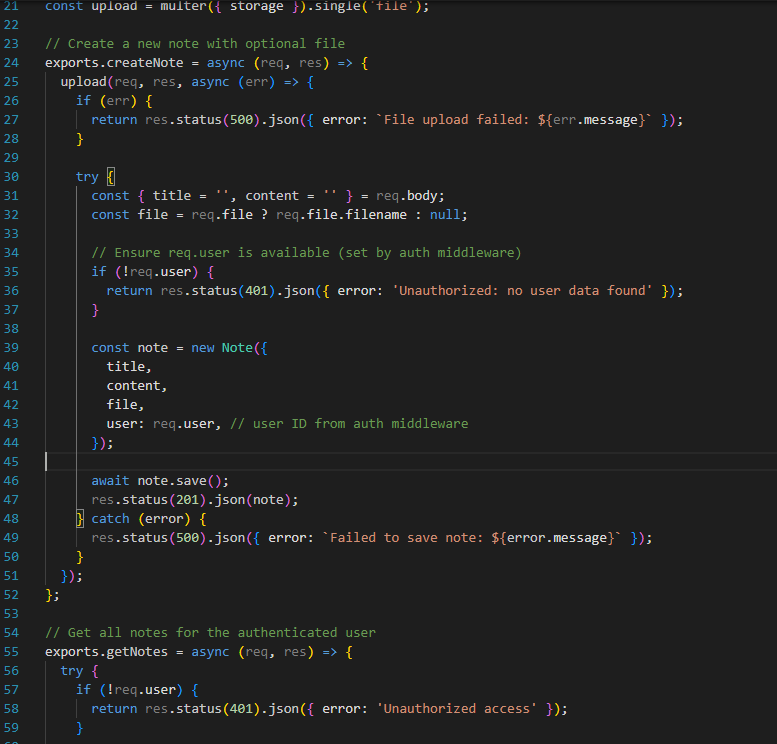 21 const upload = multer({ storage }).single('file');
22
23 // Create a new note with optional file
24 exports.createNote = async (req, res) => {
25   upload(req, res, async (err) => {
26     if (err) {
27       return res.status(500).json({ error: `File upload failed: ${err.message}` });
28     }
29
30     try {
31       const { title = '', content = '' } = req.body;
32       const file = req.file ? req.file.filename : null;
33
34       // Ensure req.user is available (set by auth middleware)
35       if (!req.user) {
36         return res.status(401).json({ error: 'Unauthorized: no user data found' });
37       }
38
39       const note = new Note({
40         title,
41         content,
42         file,
43         user: req.user, // user ID from auth middleware
44       });
45
46       await note.save();
47       res.status(201).json(note);
48     } catch (error) {
49       res.status(500).json({ error: `Failed to save note: ${error.message}` });
50     }
51   });
52 };
53
54 // Get all notes for the authenticated user
55 exports.getNotes = async (req, res) => {
56   try {
57     if (!req.user) {
58       return res.status(401).json({ error: 'Unauthorized access' });
59     }